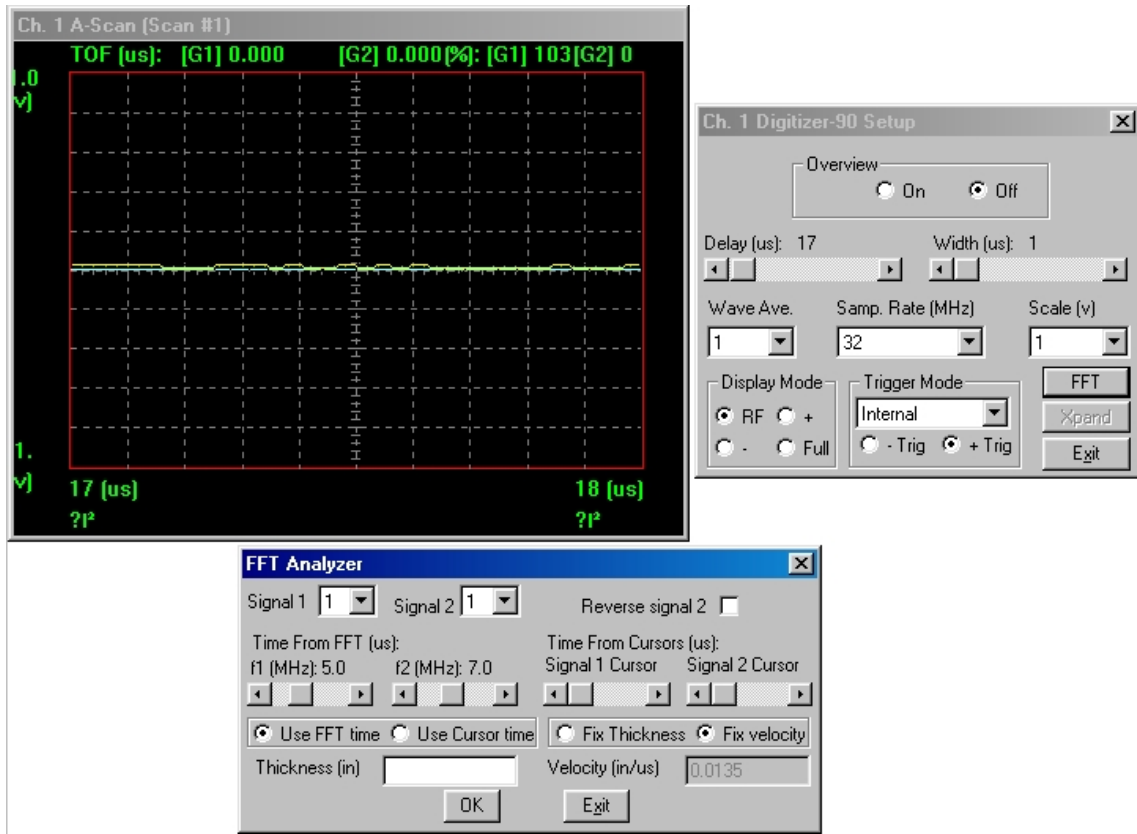 Ch. 1 A-Scan (Scan #1)
TOF (us): [G1] 0.000 [G2] 0.000(%): [G1] 103[G2] 0
1.0
v)
1.
v)
17 (us) 18 (us)
?I² ?I²
Ch. 1 Digitizer-90 Setup
Overview
On Off
Delay (us): 17 Width (us): 1
Wave Ave. Samp. Rate (MHz) Scale (v)
1 32 1
Display Mode Trigger Mode FFT
RF + Internal Xpand
- Full - Trig + Trig Exit
FFT Analyzer
Signal 1 1 Signal 2 1 Reverse signal 2
Time From FFT (us): Time From Cursors (us):
f1 (MHz): 5.0 f2 (MHz): 7.0 Signal 1 Cursor Signal 2 Cursor
Use FFT time Use Cursor time Fix Thickness Fix velocity
Thickness (in) Velocity (in/us) 0.0135
OK Exit